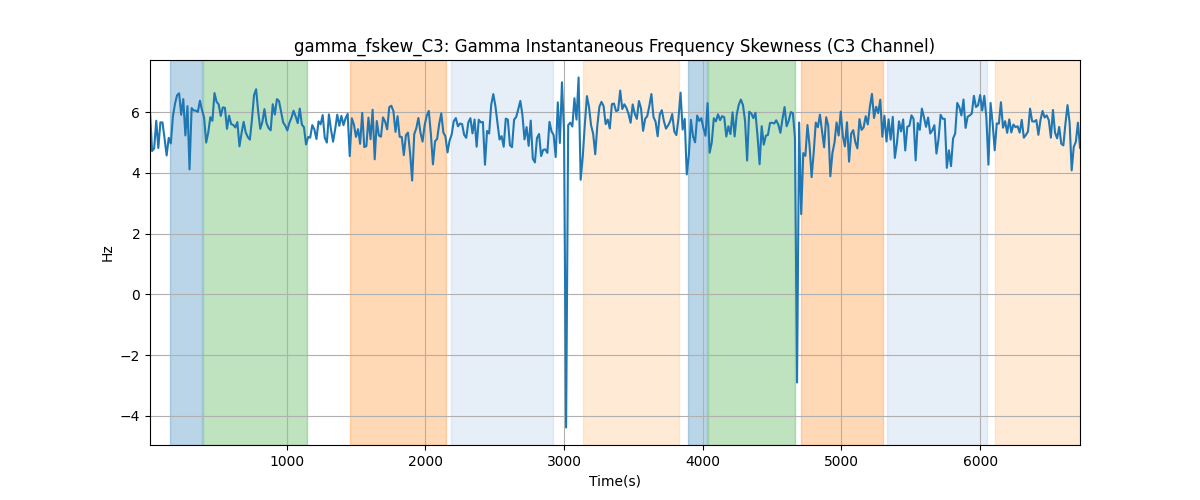 gamma_fskew_C3: Gamma Instantaneous Frequency Skewness (C3 Channel)
Hz
6
4
2
0
−2
−4
1000 2000 3000 4000 5000 6000
Time(s)